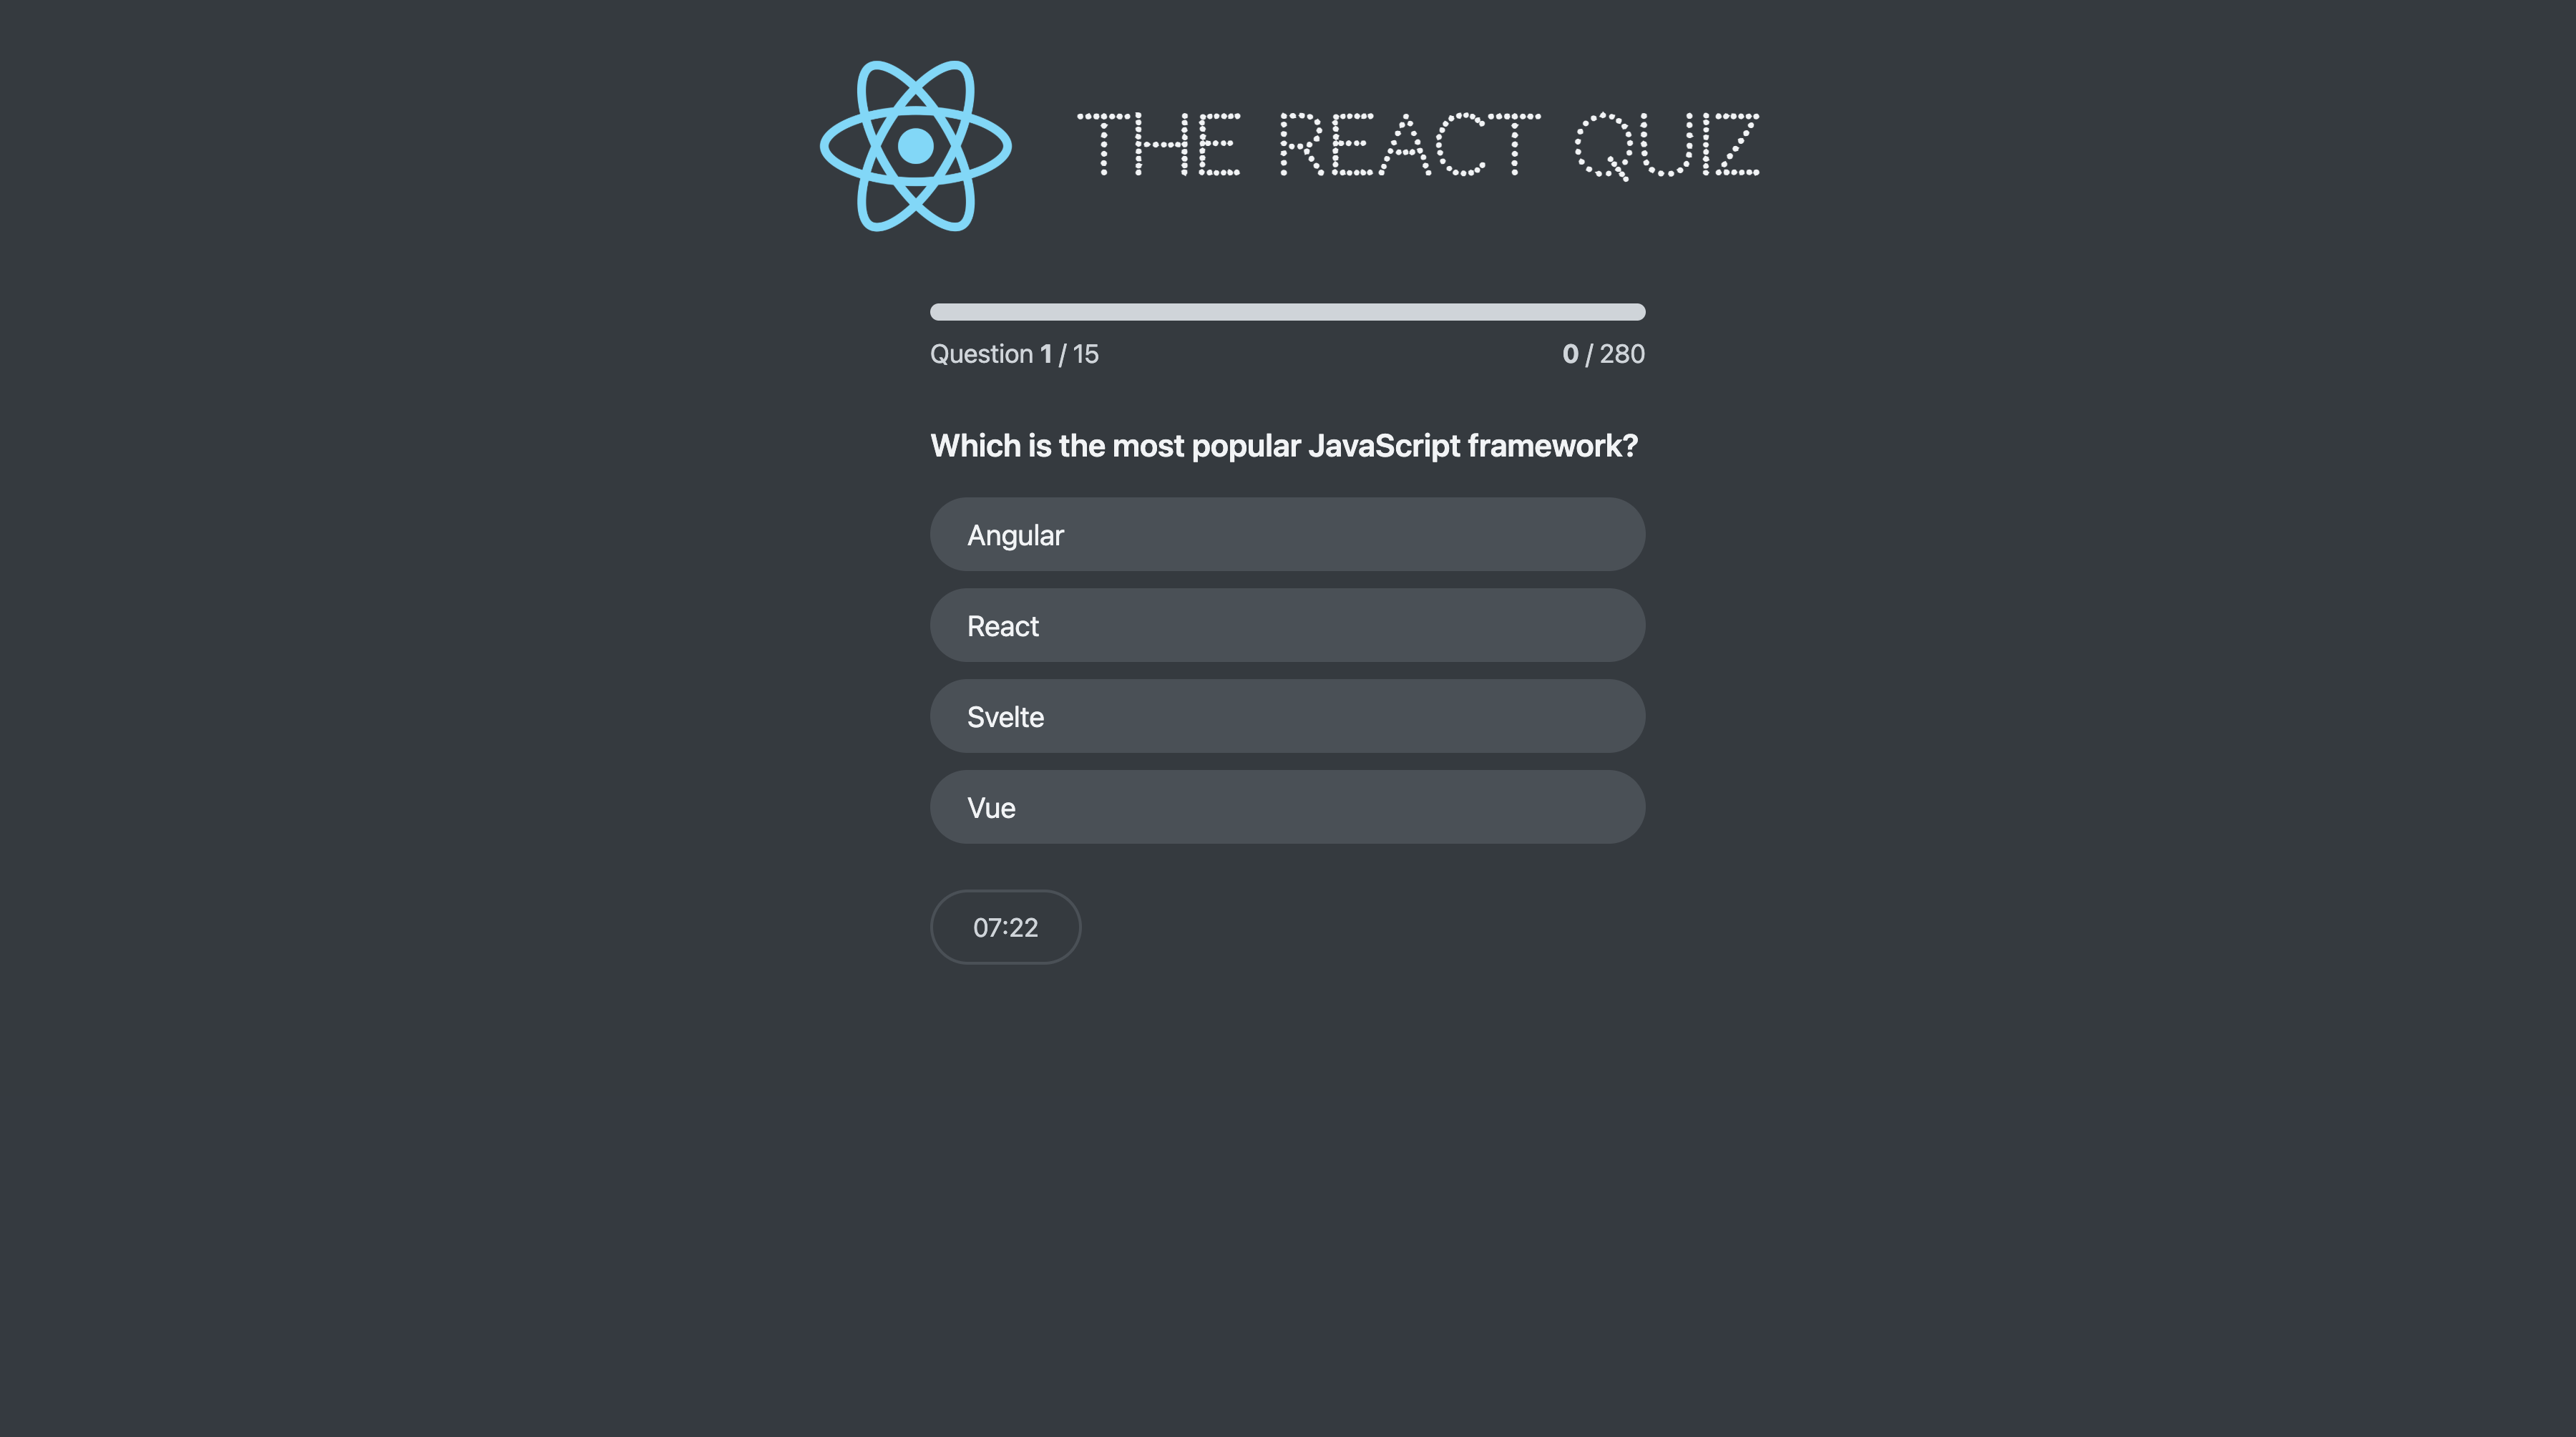 THE REACT QUIZ
Question 1 / 15
0 / 280
Which is the most popular JavaScript framework?
Angular
React
Svelte
Vue
07:22